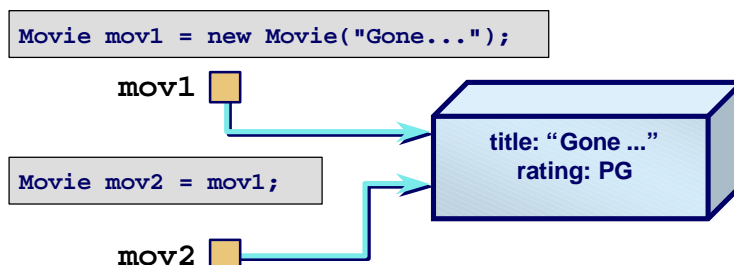 Movie mov1 = new Movie("Gone...");
mov1
title: “Gone ...”
rating: PG
Movie mov2 = mov1;
mov2